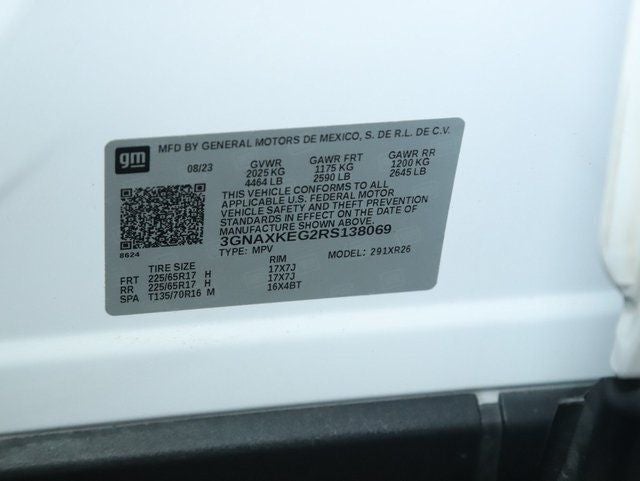 gm MFD BY GENERAL MOTORS DE MEXICO, S. DE R.L. DE C.V.
08/23 GVWR GAWR FRT GAWR RR
2025 KG 1175 KG 1200 KG
4464 LB 2590 LB 2645 LB
THIS VEHICLE CONFORMS TO ALL
APPLICABLE U.S. FEDERAL MOTOR
VEHICLE SAFETY AND THEFT PREVENTION
STANDARDS IN EFFECT ON THE DATE OF
MANUFACTURE SHOWN ABOVE.
3GNAXKEG2RS138069
8624 TYPE: MPV MODEL: 291XR26
TIRE SIZE RIM
FRT 225/65R17 H 17X7J
RR 225/65R17 H 17X7J
SPA T135/70R16 M 16X4BT